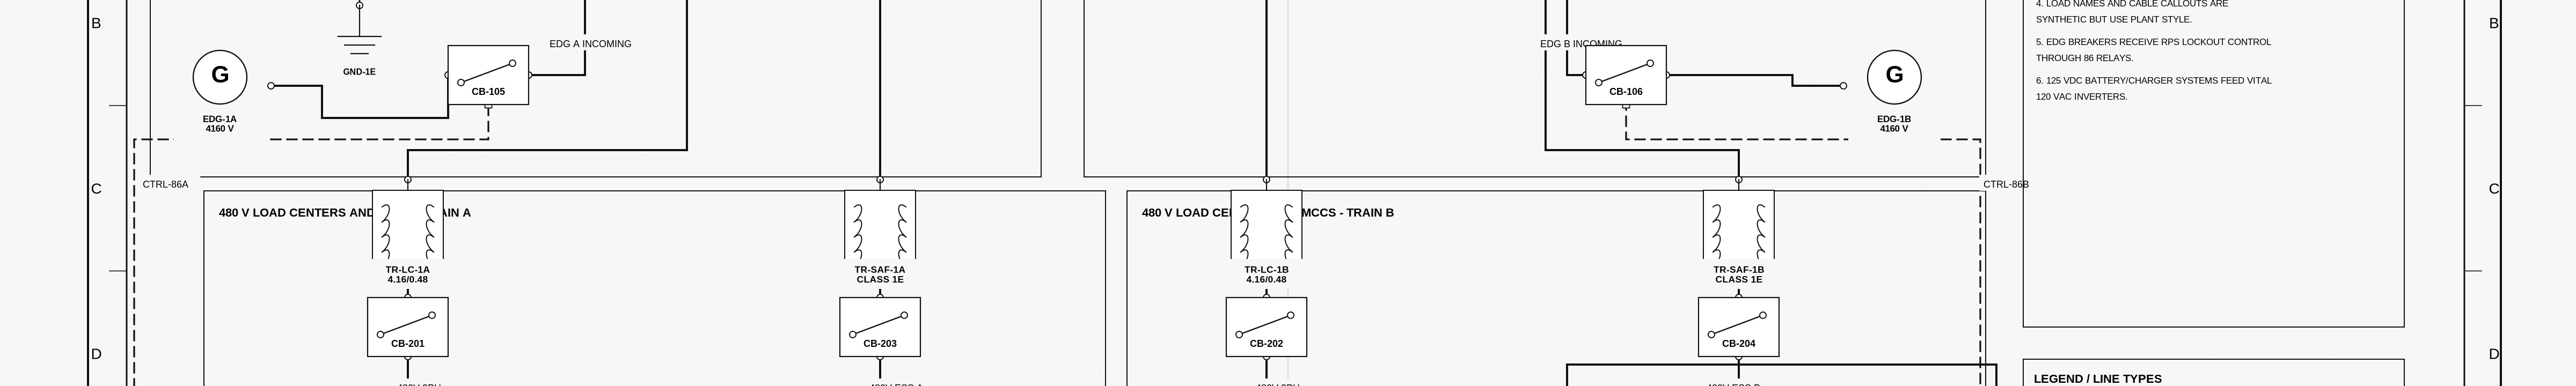 B
B
4. LOAD NAMES AND CABLE CALLOUTS ARE
SYNTHETIC BUT USE PLANT STYLE.
5. EDG BREAKERS RECEIVE RPS LOCKOUT CONTROL
THROUGH 86 RELAYS.
6. 125 VDC BATTERY/CHARGER SYSTEMS FEED VITAL
120 VAC INVERTERS.
EDG A INCOMING
EDG B INCOMING
GND-1E
G
CB-105
CB-106
G
EDG-1A
4160 V
EDG-1B
4160 V
C
CTRL-86A
CTRL-86B
C
480 V LOAD CENTERS AND
AIN A
480 V LOAD
MCCS - TRAIN B
TR-LC-1A
4.16/0.48
TR-SAF-1A
CLASS 1E
TR-LC-1B
4.16/0.48
TR-SAF-1B
CLASS 1E
CB-201
CB-203
CB-202
CB-204
D
D
LEGEND / LINE TYPES